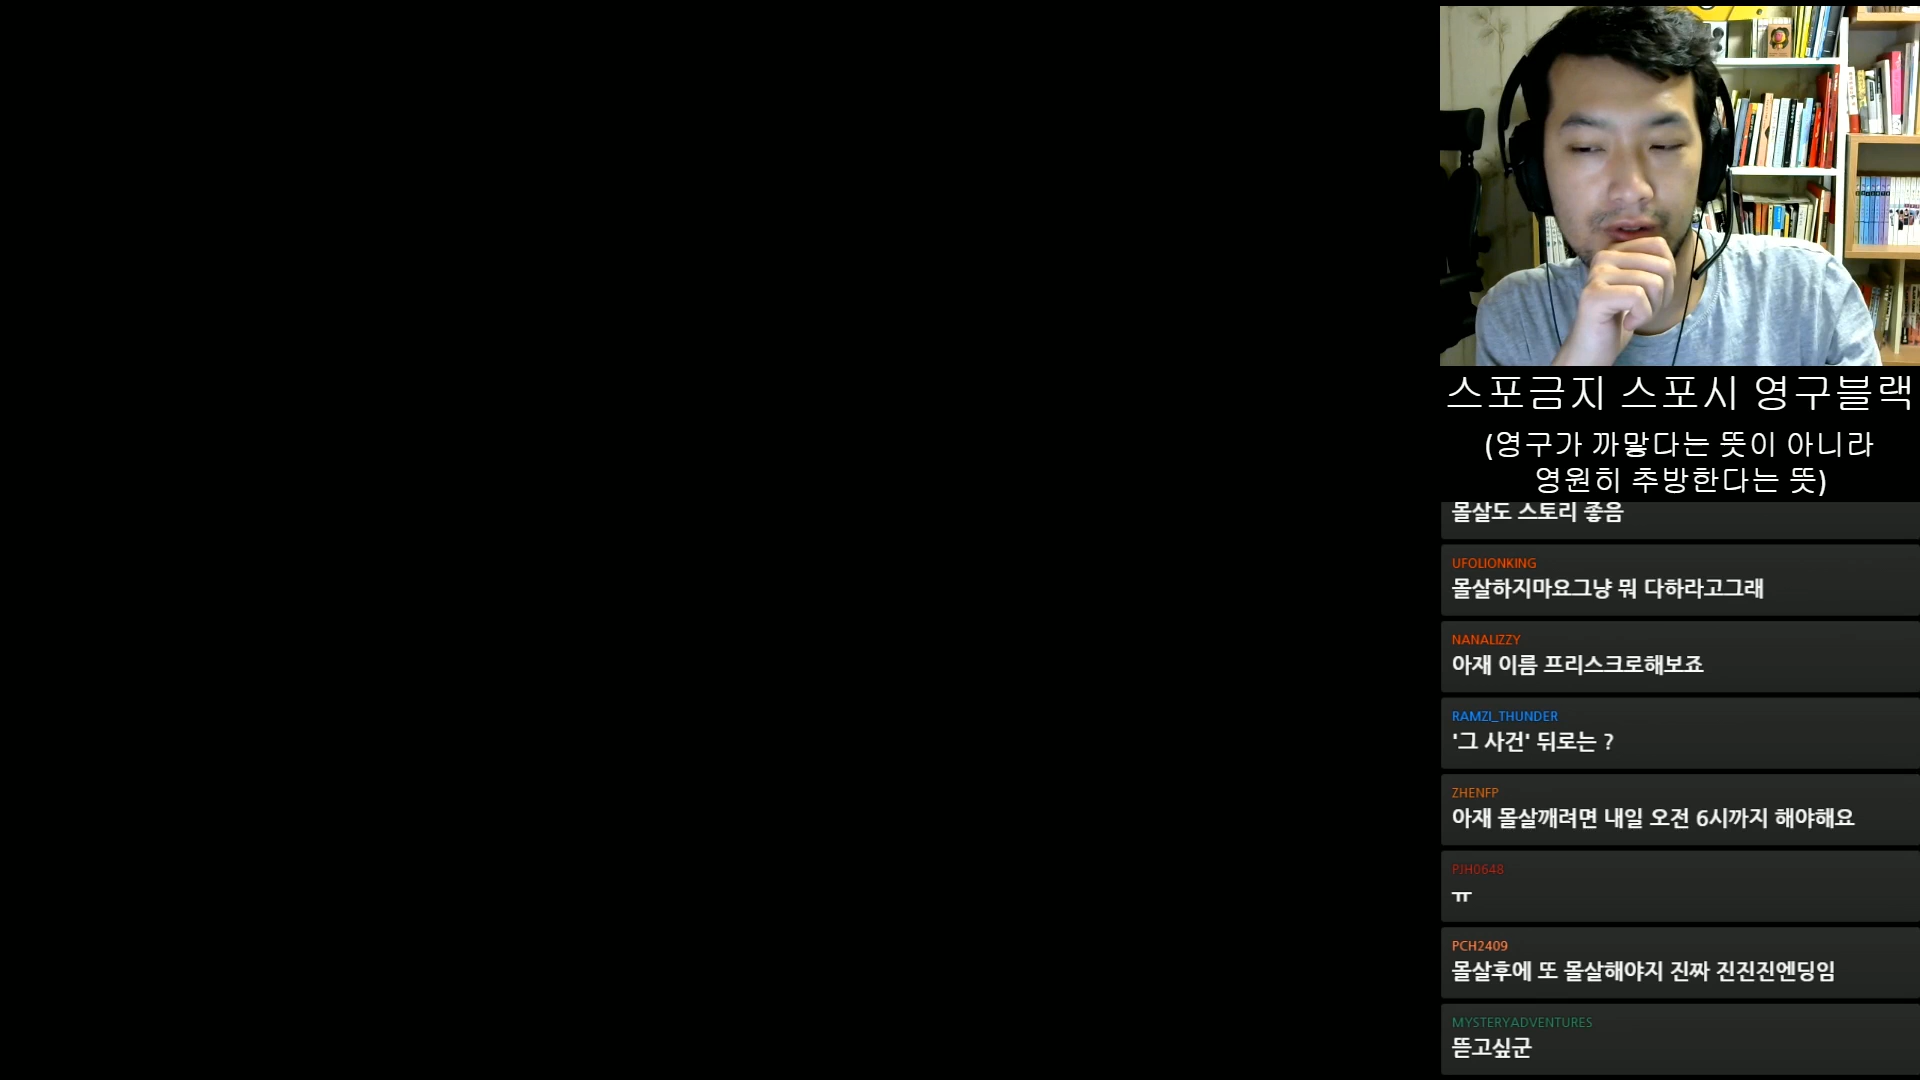 스포금지 스포시 영구블랙
(영구가 까맣다는 뜻이 아니라
영원히 추방한다는 뜻)
몰살도 스토리 좋음
UFOLIONKING
몰살하지마요그냥 뭐 다하라고그래
NANALIZZY
아재 이름 프리스크로해보죠
RAMZI_THUNDER
'그 사건' 뒤로는 ?
ZHENFP
아재 몰살깨려면 내일 오전 6시까지 해야해요
PJH0648
ㅠ
PCH2409
몰살후에 또 몰살해야지 진짜 진진진엔딩임
MYSTERYADVENTURES
뜯고싶군